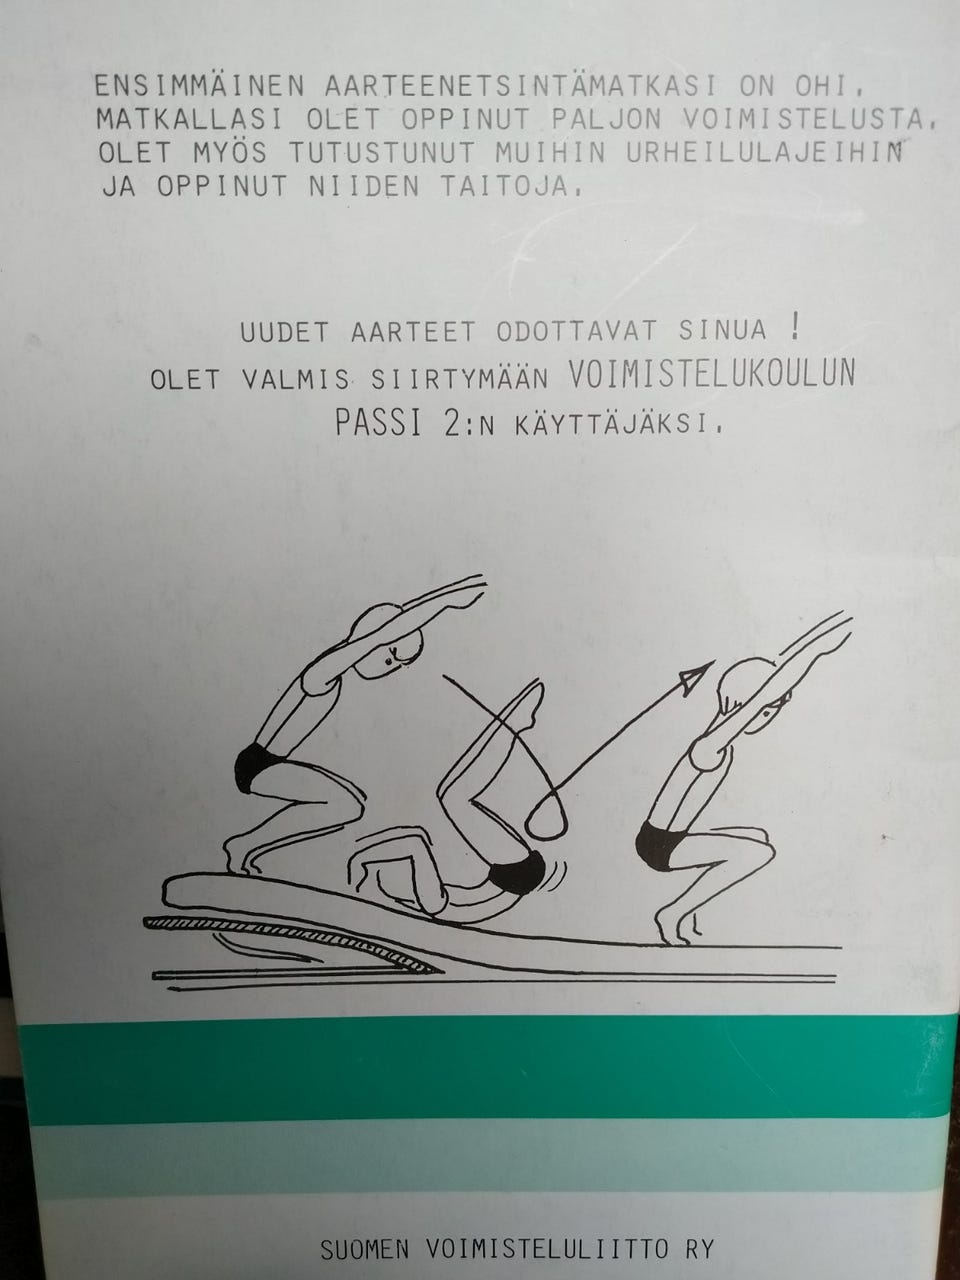 ENSIMMÄINEN AARTEENETSINTÄMATKASI ON OHI.
MATKALLASI OLET OPPINUT PALJON VOIMISTELUSTA.
OLET MYÖS TUTUSTUNUT MUIHIN URHEILULAJEIHIN
JA OPPINUT NIIDEN TAITOJA.
UUDET AARTEET ODOTTAVAT SINUA !
OLET VALMIS SIIRTYMÄÄN VOIMISTELUKOULUN
PASSI 2:N KÄYTTÄJÄKSI.
SUOMEN VOIMISTELULIITTO RY